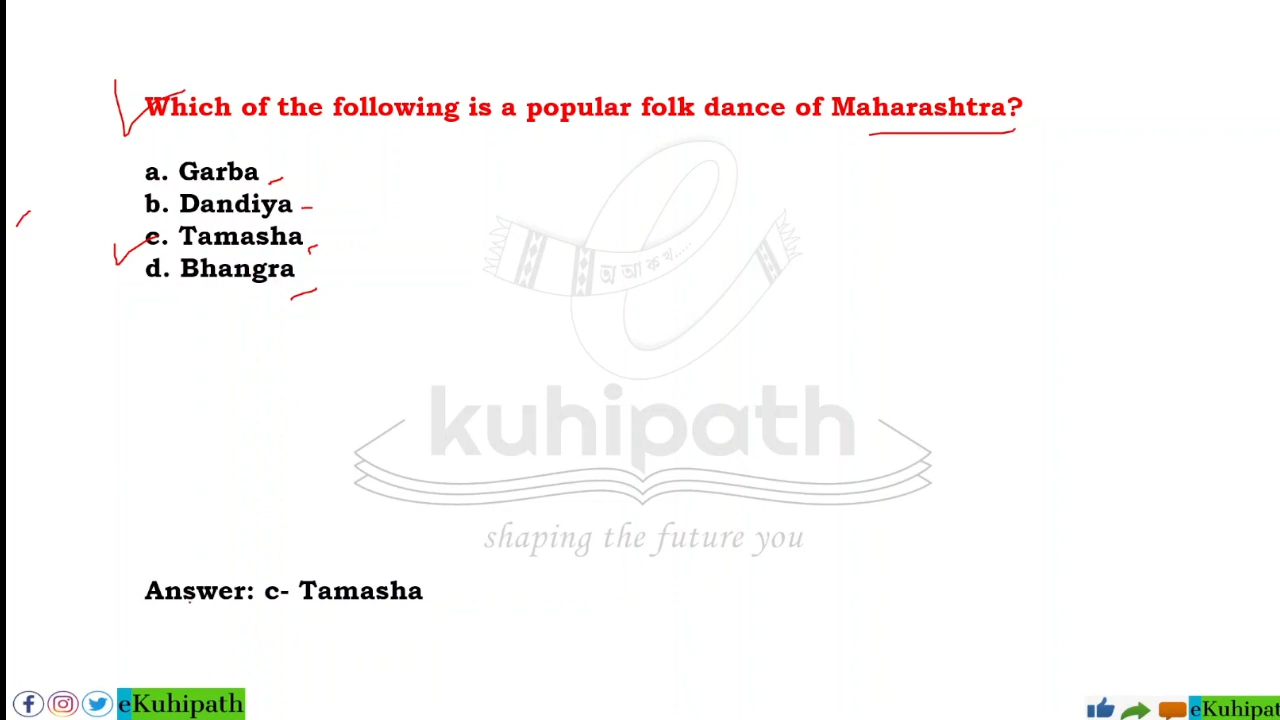 Which of the following is a popular folk dance of Maharashtra?
a. Garba
b. Dandiya
c. Tamasha
d. Bhangra
অ আ ক খ.....
kuhipath
shaping the future you
Answer: c- Tamasha
eKuhipath
eKuhipat